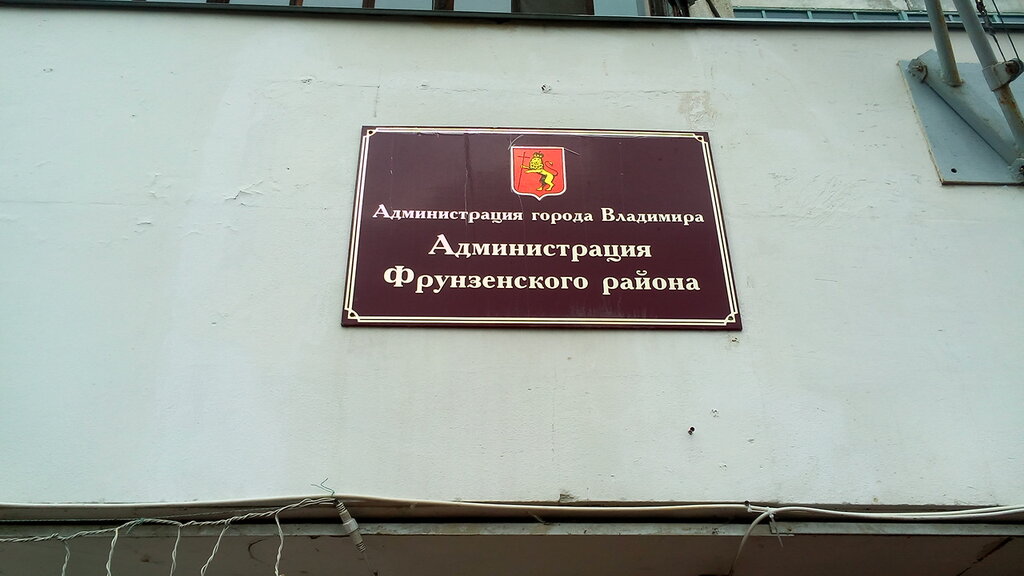 Администрация города Владимира
Администрация
Фрунзенского района